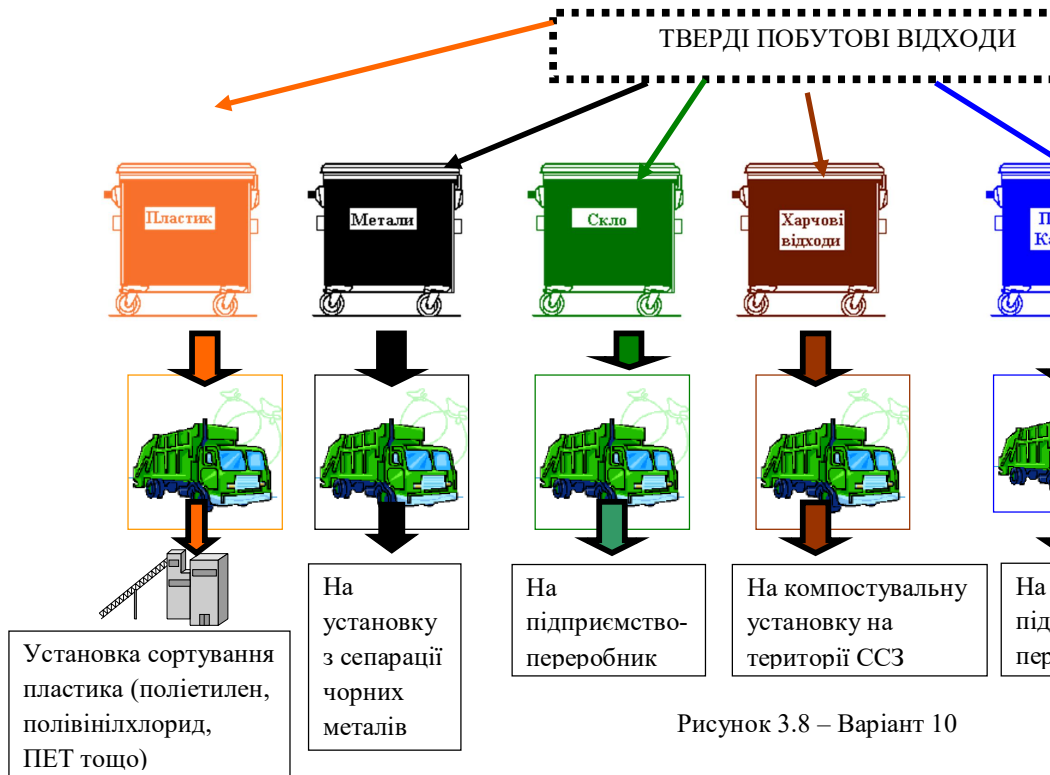 ТВЕРДІ ПОБУТОВІ ВІДХОДИ
Пластик
Метали
Скло
Харчові
відходи
На
установку
з сепарації
чорних
металів
На
підприємство-
переробник
На компостувальну
установку на
території ССЗ
На
Установка сортування
пластика (поліетилен,
полівінілхлорид,
ПЕТ тощо)
Рисунок 3.8 – Варіант 10